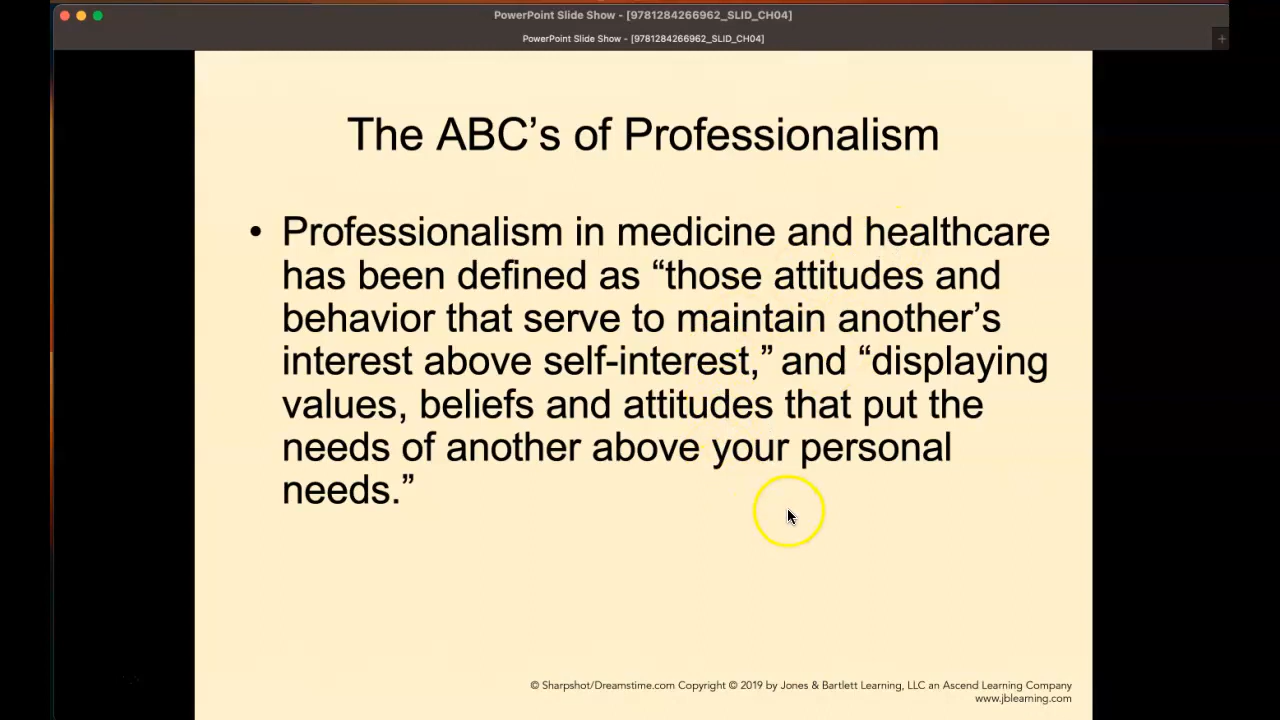 PowerPoint Slide Show - [9781284266962_SLID_CH04]
PowerPoint Slide Show - [9781284266962_SLID_CH04]
The ABC’s of Professionalism
• Professionalism in medicine and healthcare
has been defined as “those attitudes and
behavior that serve to maintain another’s
interest above self-interest,” and “displaying
values, beliefs and attitudes that put the
needs of another above your personal
needs.”
© Sharpshot/Dreamstime.com Copyright © 2019 by Jones & Bartlett Learning, LLC an Ascend Learning Company
www.jblearning.com